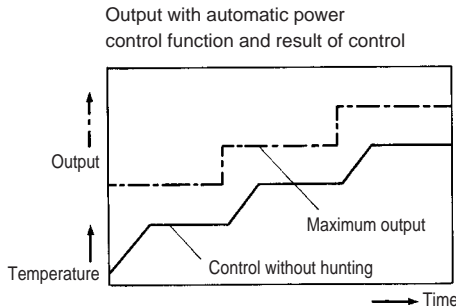 Output with automatic power
control function and result of control
Output
Maximum output
Control without hunting
Temperature
Time